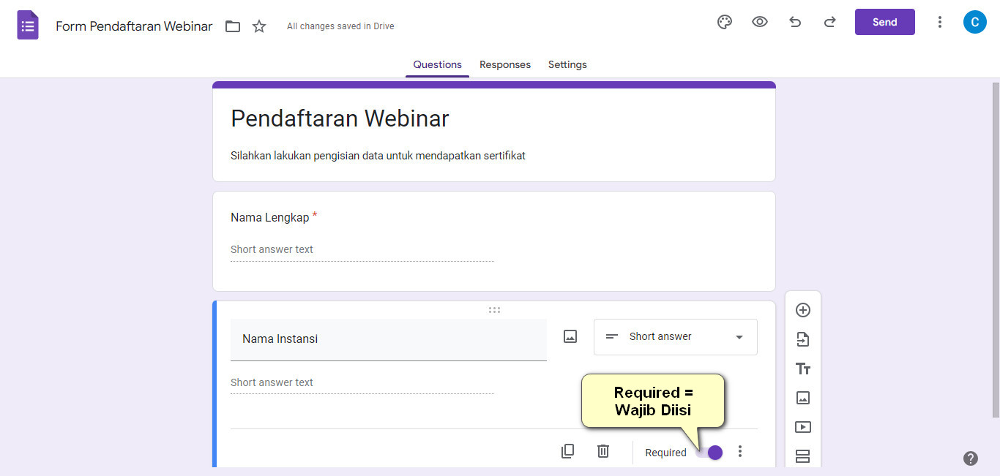 Form Pendaftaran Webinar
All changes saved in Drive
Send
C
Questions Responses Settings
Pendaftaran Webinar
Silahkan lakukan pengisian data untuk mendapatkan sertifikat
Nama Lengkap *
Short answer text
Nama Instansi
Short answer
Short answer text
Required =
Wajib Diisi
Required